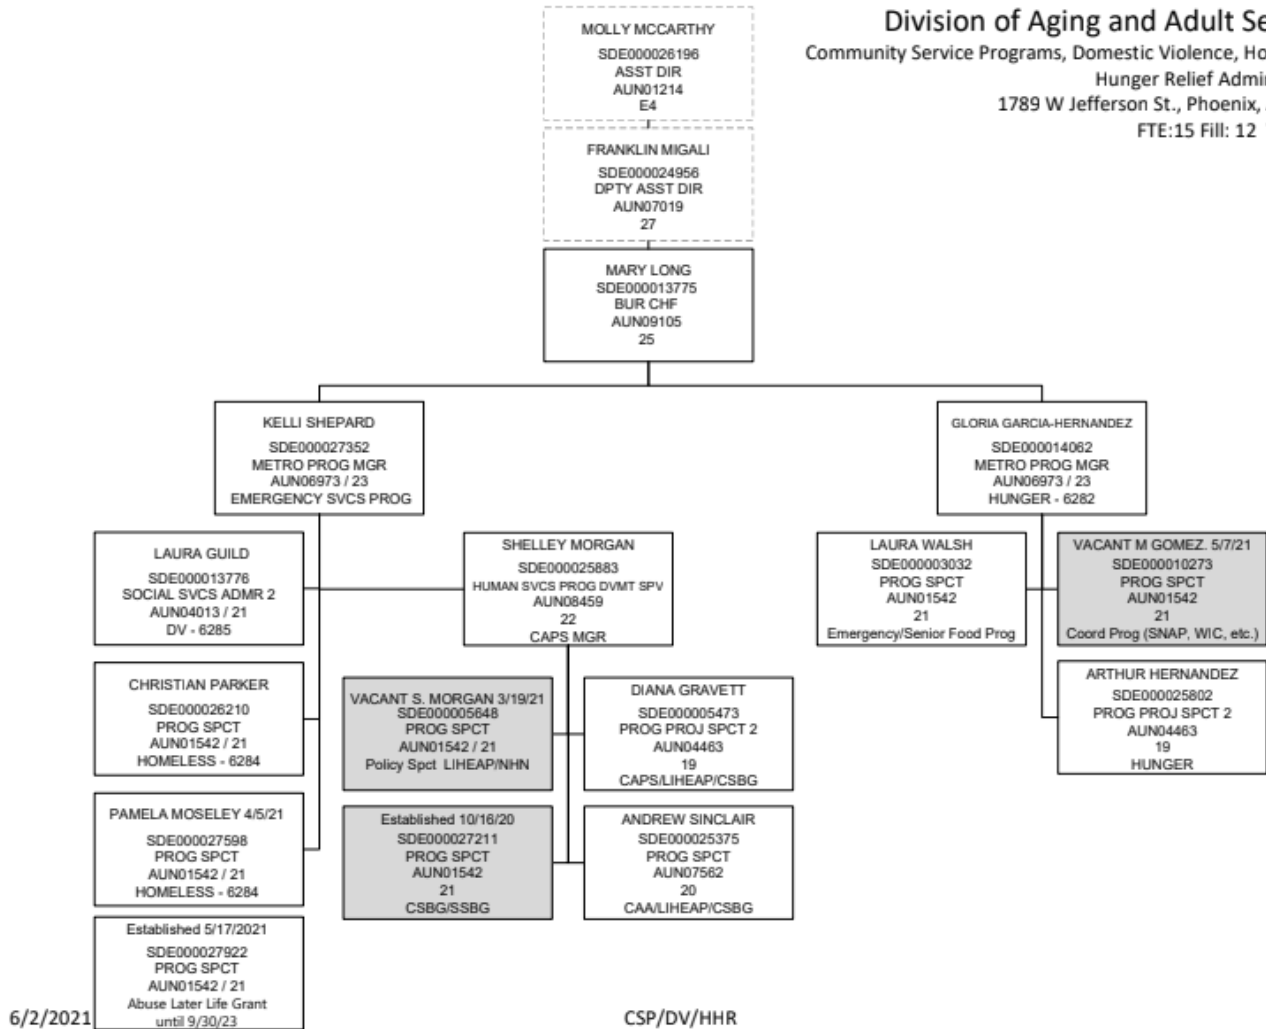 Division of Aging and Adult Se
Community Service Programs, Domestic Violence, Ho
Hunger Relief Admi
1789 W Jefferson St., Phoenix,
FTE:15 Fill: 12
MOLLY MCCARTHY
SDE000026196
ASST DIR
AUN01214
E4
FRANKLIN MIGALI
SDE000024956
DPTY ASST DIR
AUN07019
27
MARY LONG
SDE000013775
BUR CHF
AUN09105
25
KELLI SHEPARD
SDE000027352
METRO PROG MGR
AUN06973 / 23
EMERGENCY SVCS PROG
GLORIA GARCIA-HERNANDEZ
SDE000014062
METRO PROG MGR
AUN06973 / 23
HUNGER - 6282
LAURA GUILD
SDE000013776
SOCIAL SVCS ADMR 2
AUN04013 / 21
DV - 6285
SHELLEY MORGAN
SDE000025883
HUMAN SVCS PROG DVMT SPV
AUN08459
22
CAPS MGR
LAURA WALSH
SDE000003032
PROG SPCT
AUN01542
21
Emergency/Senior Food Prog
VACANT M GOMEZ. 5/7/21
SDE000010273
PROG SPCT
AUN01542
21
Coord Prog (SNAP, WIC, etc.)
CHRISTIAN PARKER
SDE000026210
PROG SPCT
AUN01542 / 21
HOMELESS - 6284
VACANT S. MORGAN 3/19/21
SDE000005648
PROG SPCT
AUN01542 / 21
Policy Spct LIHEAP/NHN
DIANA GRAVETT
SDE000005473
PROG PROJ SPCT 2
AUN04463
19
CAPS/LIHEAP/CSBG
ARTHUR HERNANDEZ
SDE000025802
PROG PROJ SPCT 2
AUN04463
19
HUNGER
PAMELA MOSELEY 4/5/21
SDE000027598
PROG SPCT
AUN01542 / 21
HOMELESS - 6284
Established 10/16/20
SDE000027211
PROG SPCT
AUN01542
21
CSBG/SSBG
ANDREW SINCLAIR
SDE000025375
PROG SPCT
AUN07562
20
CAA/LIHEAP/CSBG
Established 5/17/2021
SDE000027922
PROG SPCT
AUN01542 / 21
Abuse Later Life Grant
until 9/30/23
6/2/2021
CSP/DV/HHR